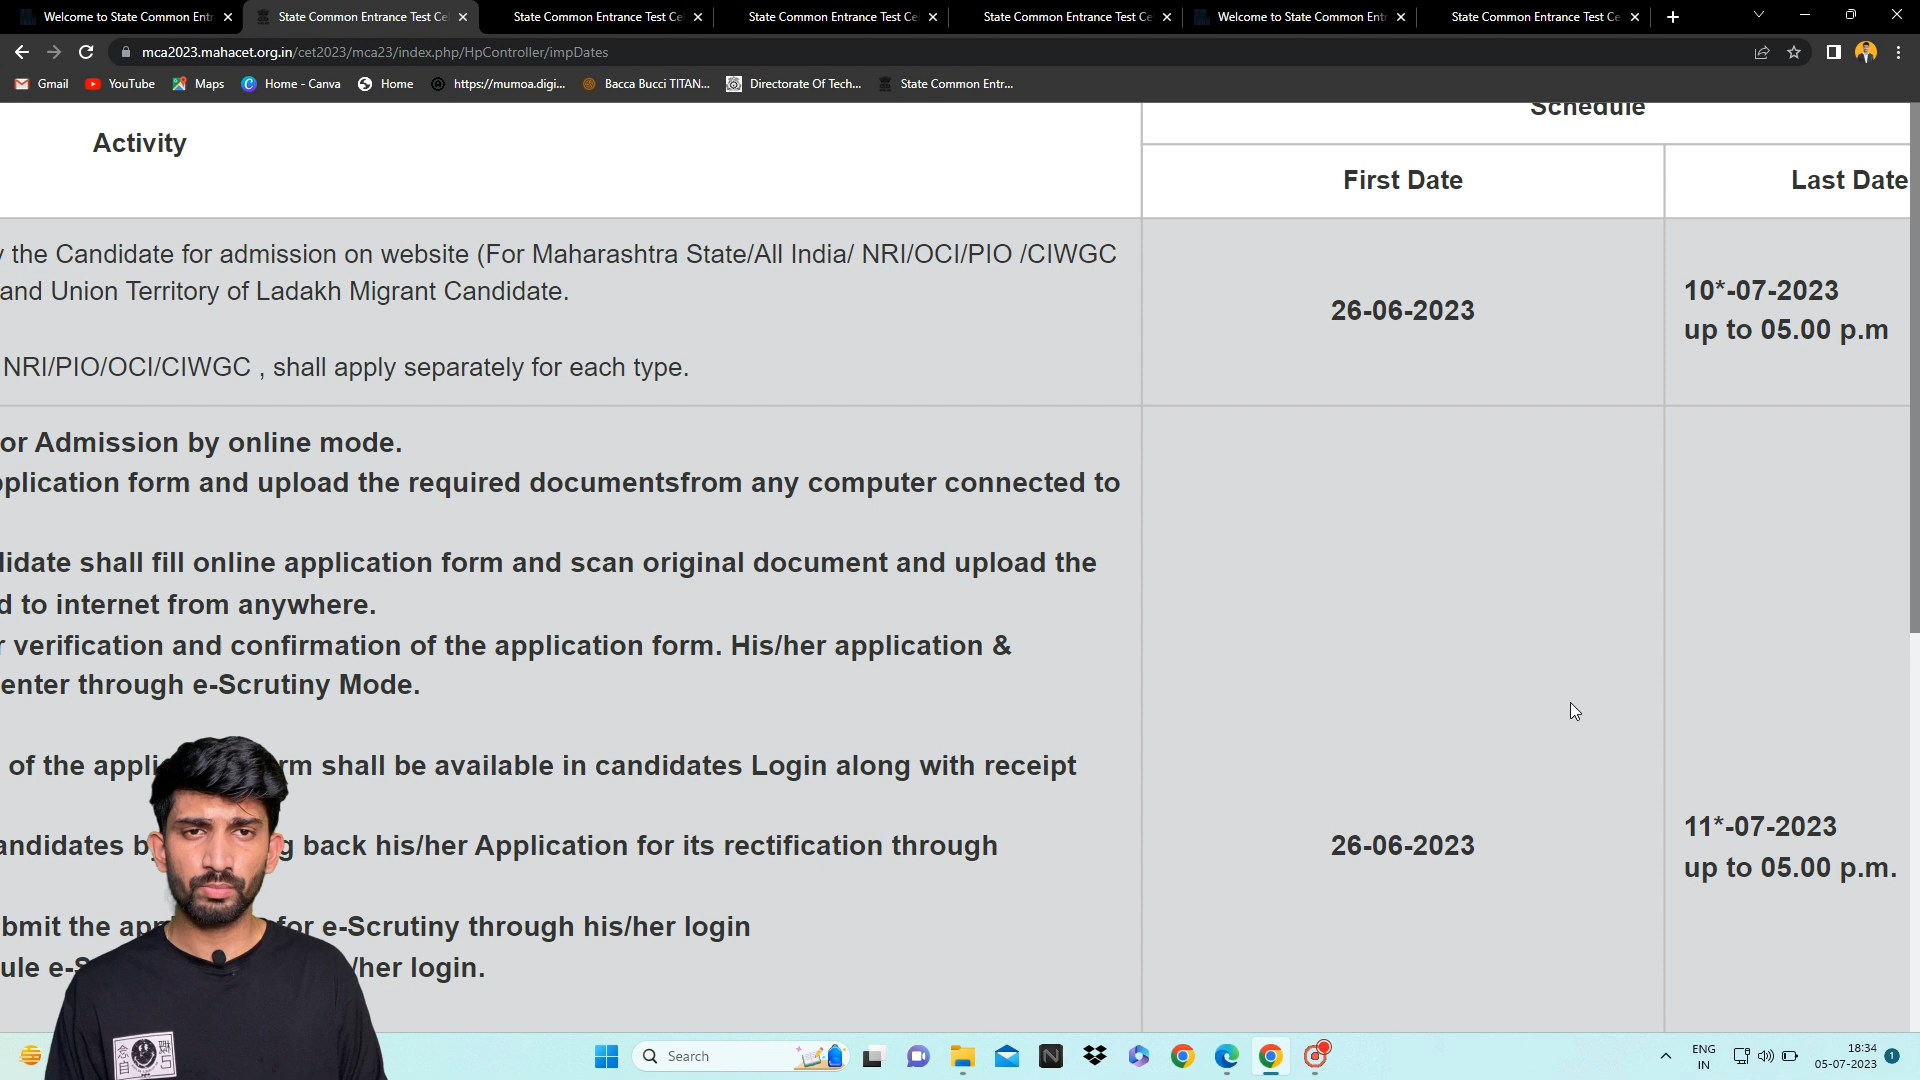 Welcome to State Common Entr
State Common Entrance Test Ce
State Common Entrance Test Ce
State Common Entrance Test Ce
State Common Entrance Test Ce
Welcome to State Common Entr
State Common Entrance Test Ce
mca2023.mahacet.org.in/cet2023/mca23/index.php/HpController/impDates
Gmail
YouTube
Maps
Home - Canva
Home
https://mumoa.digi...
Bacca Bucci TITAN...
Directorate Of Tech...
State Common Entr...
Schedule
Activity
First Date
Last Date
y the Candidate for admission on website (For Maharashtra State/All India/ NRI/OCI/PIO /CIWGC
and Union Territory of Ladakh Migrant Candidate.
NRI/PIO/OCI/CIWGC , shall apply separately for each type.
26-06-2023
10*-07-2023
up to 05.00 p.m
or Admission by online mode.
pplication form and upload the required documentsfrom any computer connected to
lidate shall fill online application form and scan original document and upload the
d to internet from anywhere.
r verification and confirmation of the application form. His/her application &
enter through e-Scrutiny Mode.
of the appli rm shall be available in candidates Login along with receipt
andidates b g back his/her Application for its rectification through
bmit the app for e-Scrutiny through his/her login
ule e-S /her login.
26-06-2023
11*-07-2023
up to 05.00 p.m.
Search
ENG
IN
18:34
05-07-2023
1